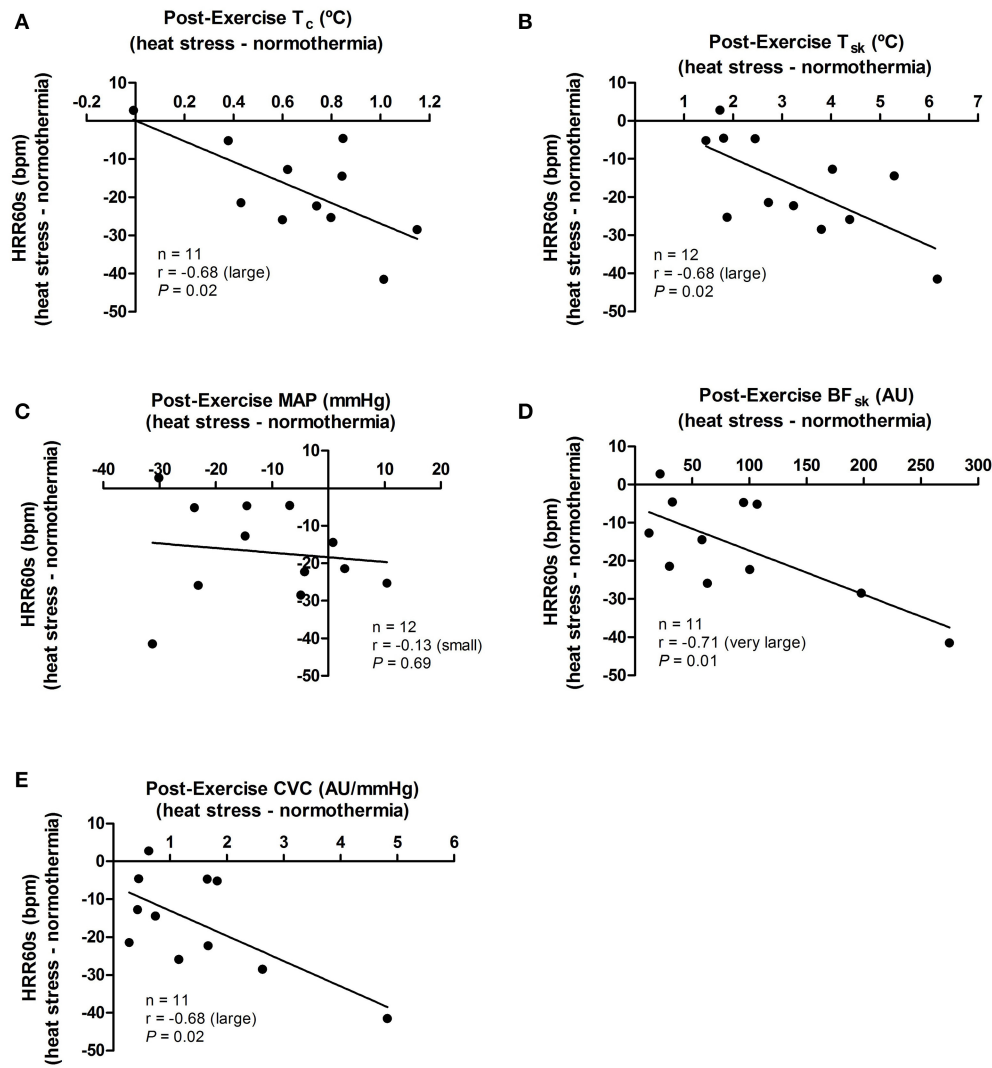 A
Post-Exercise Tc (ºC)
(heat stress - normothermia)
HRR60s (bpm)
(heat stress - normothermia)
-0.2 0.2 0.4 0.6 0.8 1.0 1.2
10
0
-10
-20
-30
-40
-50
n = 11
r = -0.68 (large)
P = 0.02
B
Post-Exercise Tsk (ºC)
(heat stress - normothermia)
HRR60s (bpm)
(heat stress - normothermia)
1 2 3 4 5 6 7
10
0
-10
-20
-30
-40
-50
n = 12
r = -0.68 (large)
P = 0.02
C
Post-Exercise MAP (mmHg)
(heat stress - normothermia)
HRR60s (bpm)
(heat stress - normothermia)
-40 -30 -20 -10 10 20
10
-10
-20
-30
-40
-50
n = 12
r = -0.13 (small)
P = 0.69
D
Post-Exercise BFsk (AU)
(heat stress - normothermia)
HRR60s (bpm)
(heat stress - normothermia)
50 100 150 200 250 300
10
0
-10
-20
-30
-40
-50
n = 11
r = -0.71 (very large)
P = 0.01
E
Post-Exercise CVC (AU/mmHg)
(heat stress - normothermia)
HRR60s (bpm)
(heat stress - normothermia)
1 2 3 4 5 6
10
0
-10
-20
-30
-40
-50
n = 11
r = -0.68 (large)
P = 0.02